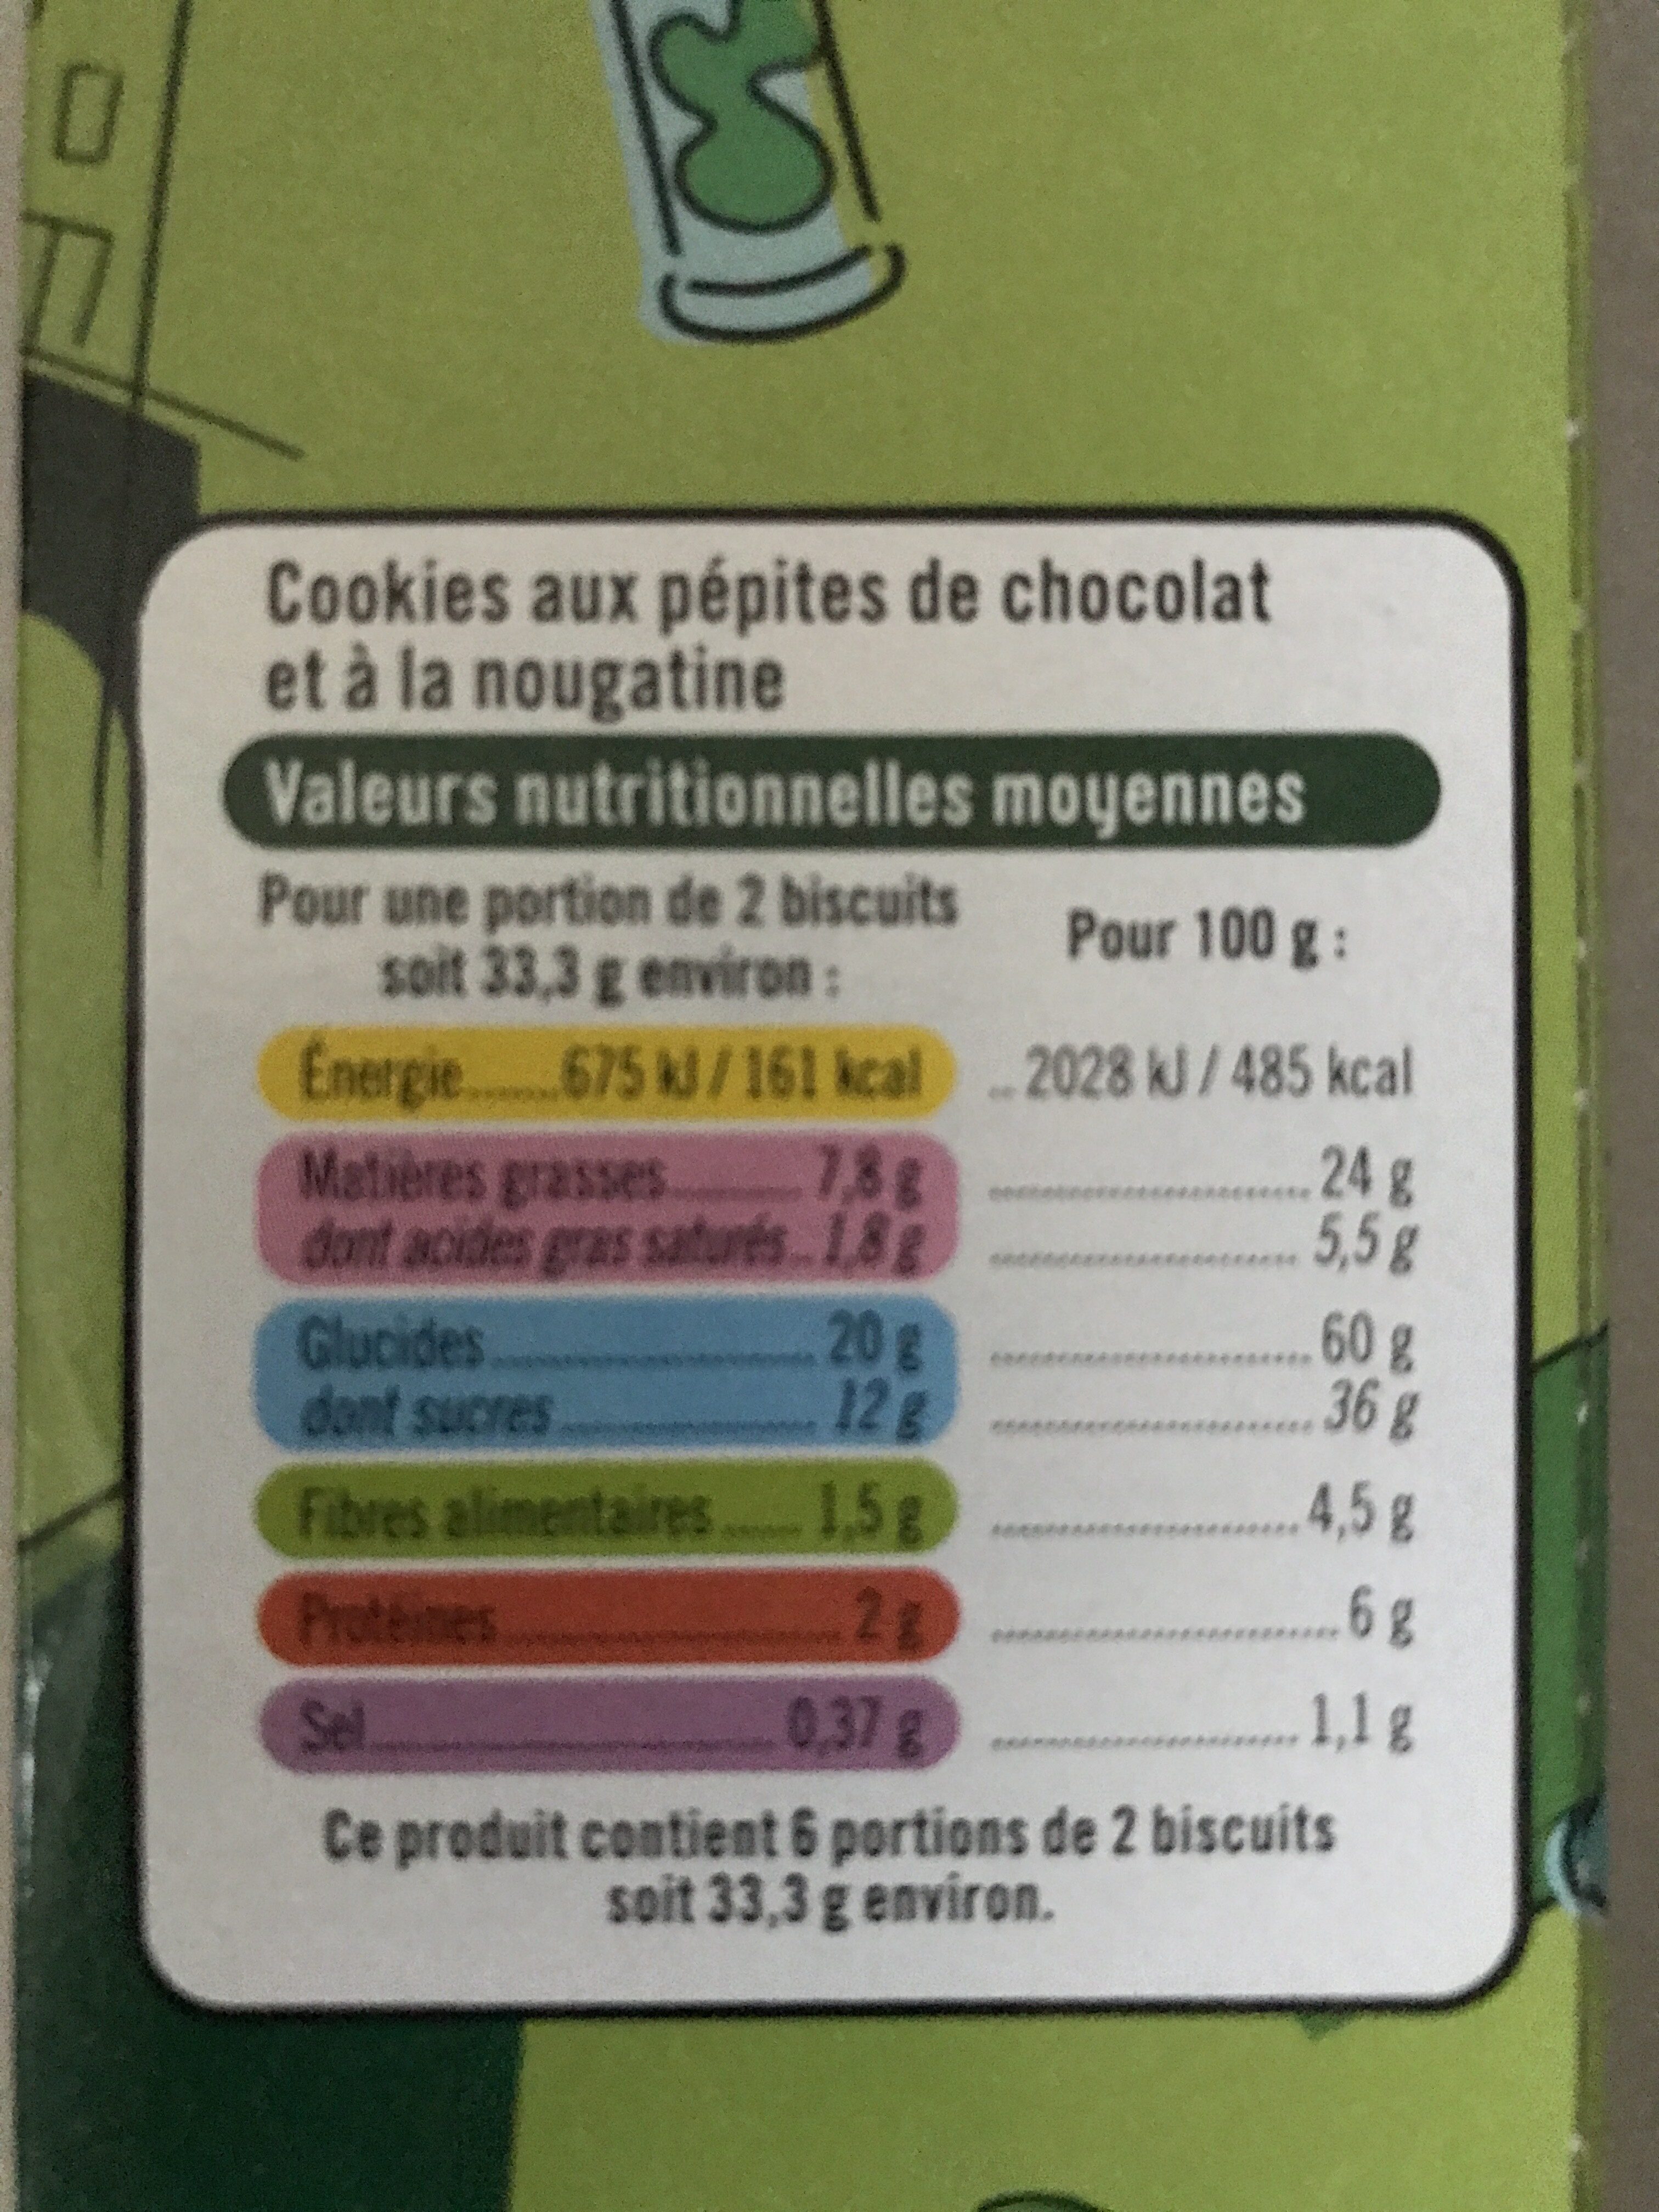 Cookies aux pépites de chocolat
et à la nougatine
Valeurs nutritionnelles moyennes
Pour une portion de 2 biscuits
soit 33,3 g environ :
Pour 100 g :
Énergie........675 kJ / 161 kcal .. 2028 kJ / 485 kcal
Matières grasses............ 7,8 g ............................ 24 g
dont acides gras saturés.. 1,8 g ............................ 5,5 g
Glucides............................ 20 g ............................ 60 g
dont sucres...................... 12 g ............................ 36 g
Fibres alimentaires....... 1,5 g ............................ 4,5 g
Protéines............................ 2 g ............................ 6 g
Sel.................................. 0,37 g ............................ 1,1 g
Ce produit contient 6 portions de 2 biscuits
soit 33,3 g environ.